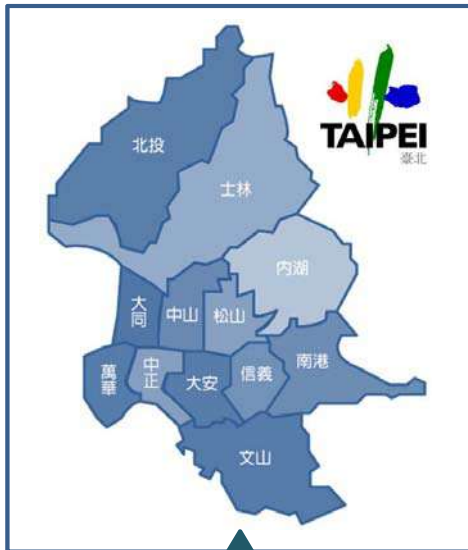 TAIPEI
臺北
北投
士林
內湖
大同
中山
松山
南港
萬華
中正
大安
信義
文山